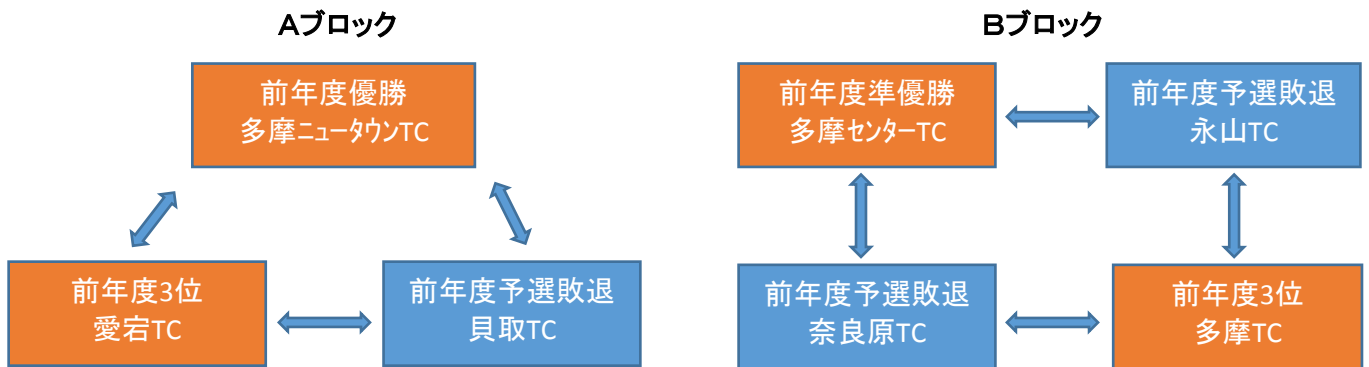 Aブロック
前年度優勝
多摩ニュータウンTC
前年度3位
愛宕TC
前年度予選敗退
貝取TC
Bブロック
前年度準優勝
多摩センターTC
前年度予選敗退
永山TC
前年度予選敗退
奈良原TC
前年度3位
多摩TC